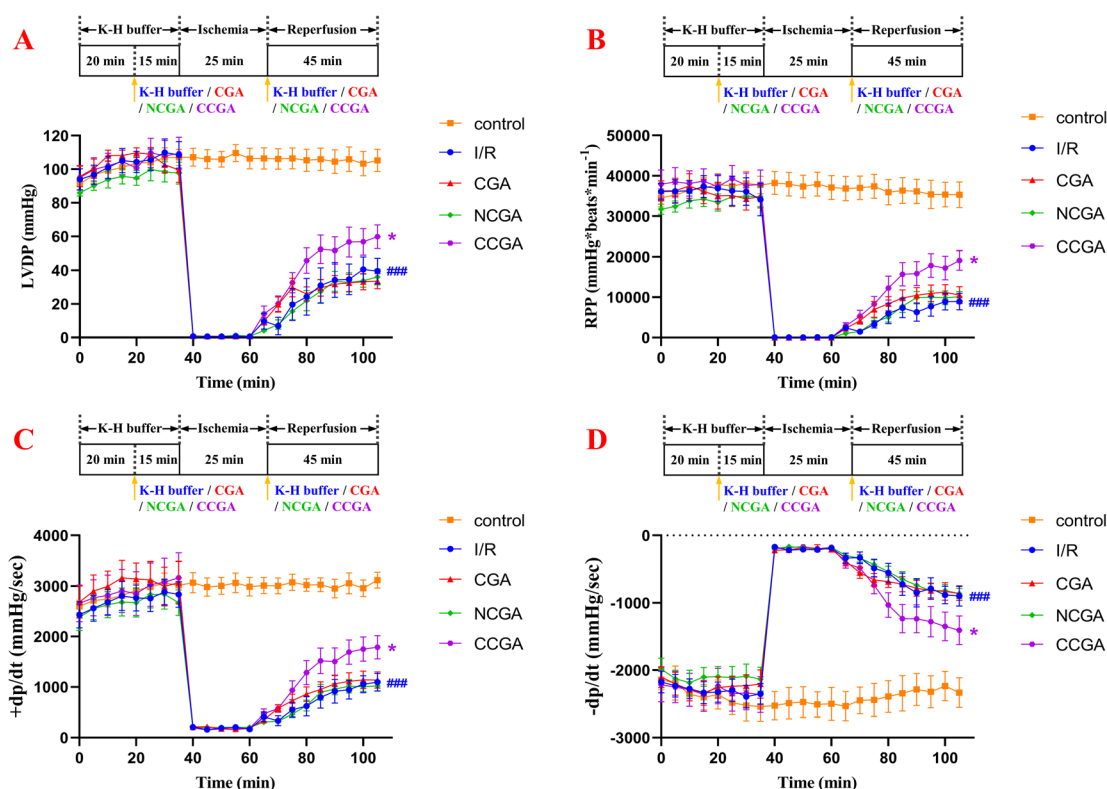 A
K-H buffer Ischemia Reperfusion
20 min 15 min 25 min 45 min
K-H buffer / CGA K-H buffer / CGA
/ NCGA / CCGA / NCGA / CCGA
LVDP (mmHg)
120
100
80
60
40
20
0
0 20 40 60 80 100
Time (min)
*
###
control
I/R
CGA
NCGA
CCGA
B
K-H buffer Ischemia Reperfusion
20 min 15 min 25 min 45 min
K-H buffer / CGA K-H buffer / CGA
/ NCGA / CCGA / NCGA / CCGA
RPP (mmHg*beats*min⁻¹)
50000
40000
30000
20000
10000
0
0 20 40 60 80 100
Time (min)
*
###
control
I/R
CGA
NCGA
CCGA
C
K-H buffer Ischemia Reperfusion
20 min 15 min 25 min 45 min
K-H buffer / CGA K-H buffer / CGA
/ NCGA / CCGA / NCGA / CCGA
+dp/dt (mmHg/sec)
4000
3000
2000
1000
0
0 20 40 60 80 100
Time (min)
*
###
control
I/R
CGA
NCGA
CCGA
D
K-H buffer Ischemia Reperfusion
20 min 15 min 25 min 45 min
K-H buffer / CGA K-H buffer / CGA
/ NCGA / CCGA / NCGA / CCGA
-dp/dt (mmHg/sec)
0
-1000
-2000
-3000
0 20 40 60 80 100
Time (min)
###
*
control
I/R
CGA
NCGA
CCGA